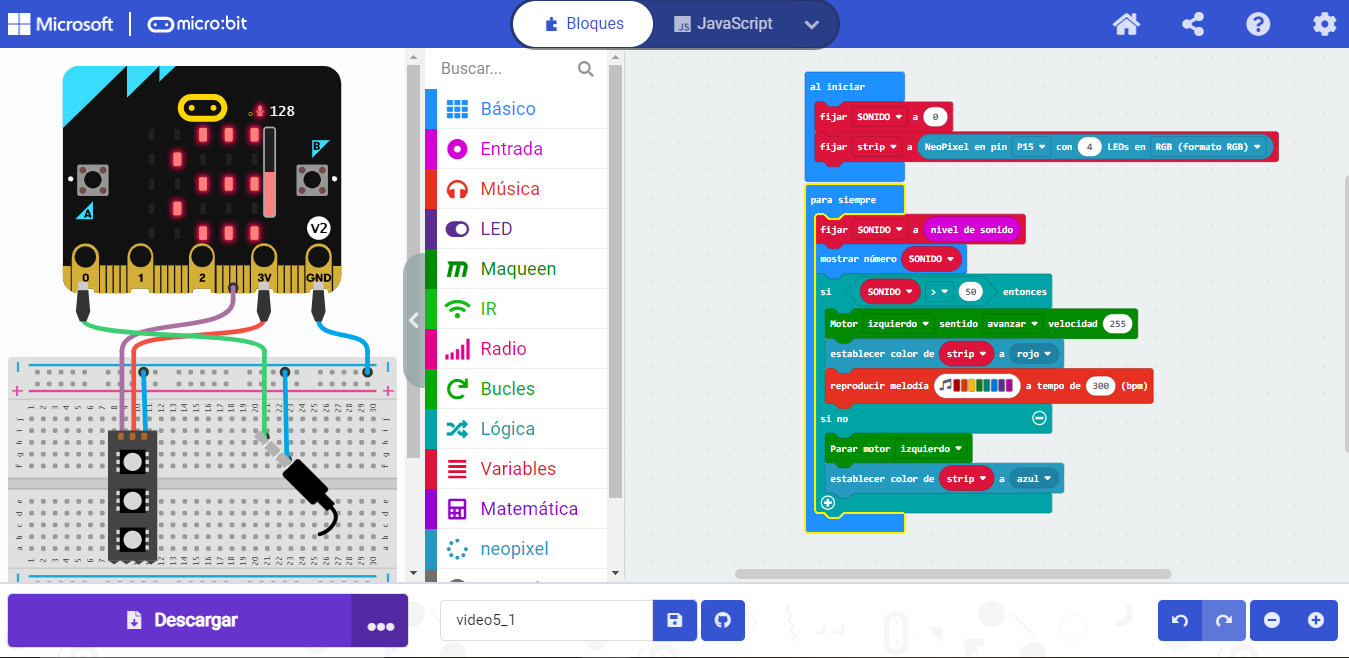 Microsoft
micro:bit
Bloques
JS JavaScript
128
B
A
V2
0 1 2 3V GND
Buscar...
Básico
Entrada
Música
LED
Maqueen
IR
Radio
Bucles
Lógica
Variables
Matemática
neopixel
al iniciar
fijar SONIDO a 0
fijar strip a NeoPixel en pin P15 con 4 LEDs en RGB (formato RGB)
para siempre
fijar SONIDO a nivel de sonido
mostrar número SONIDO
si SONIDO > 50 entonces
Motor izquierdo sentido avanzar velocidad 255
establecer color de strip a rojo
reproducir melodía a tempo de 300 (bpm)
si no
Parar motor izquierdo
establecer color de strip a azul
Descargar
video5_1